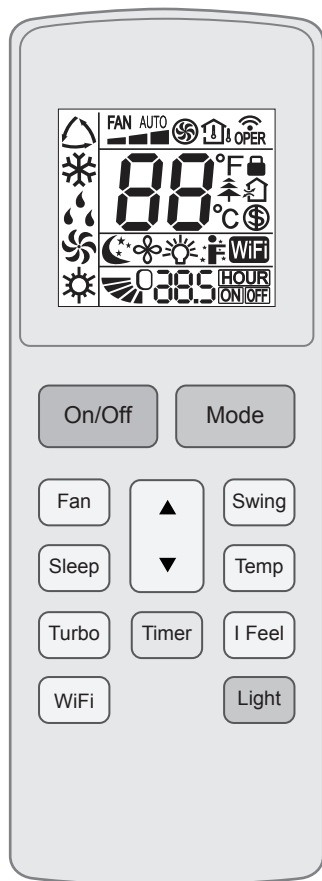 FAN AUTO
OPER
88°F
°C
WiFi
088.5 HOUR
ON OFF
On/Off Mode
Fan ▲ Swing
Sleep ▼ Temp
Turbo Timer I Feel
WiFi Light